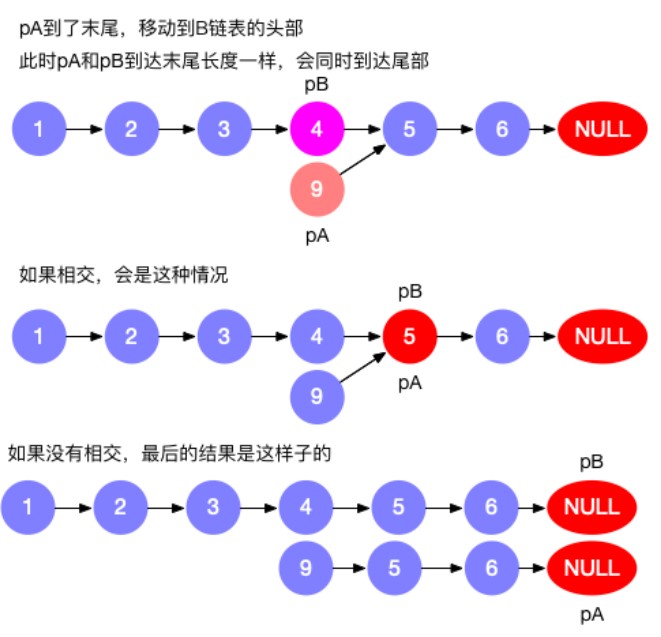 pA到了末尾，移动到B链表的头部
此时pA和pB到达末尾长度一样，会同时到达尾部
pB
1 2 3 4 5 6 NULL
9
pA
如果相交，会是这种情况
pB
1 2 3 4 5 6 NULL
9
pA
如果没有相交，最后的结果是这样子的
pB
1 2 3 4 5 6 NULL
9 5 6 NULL
pA